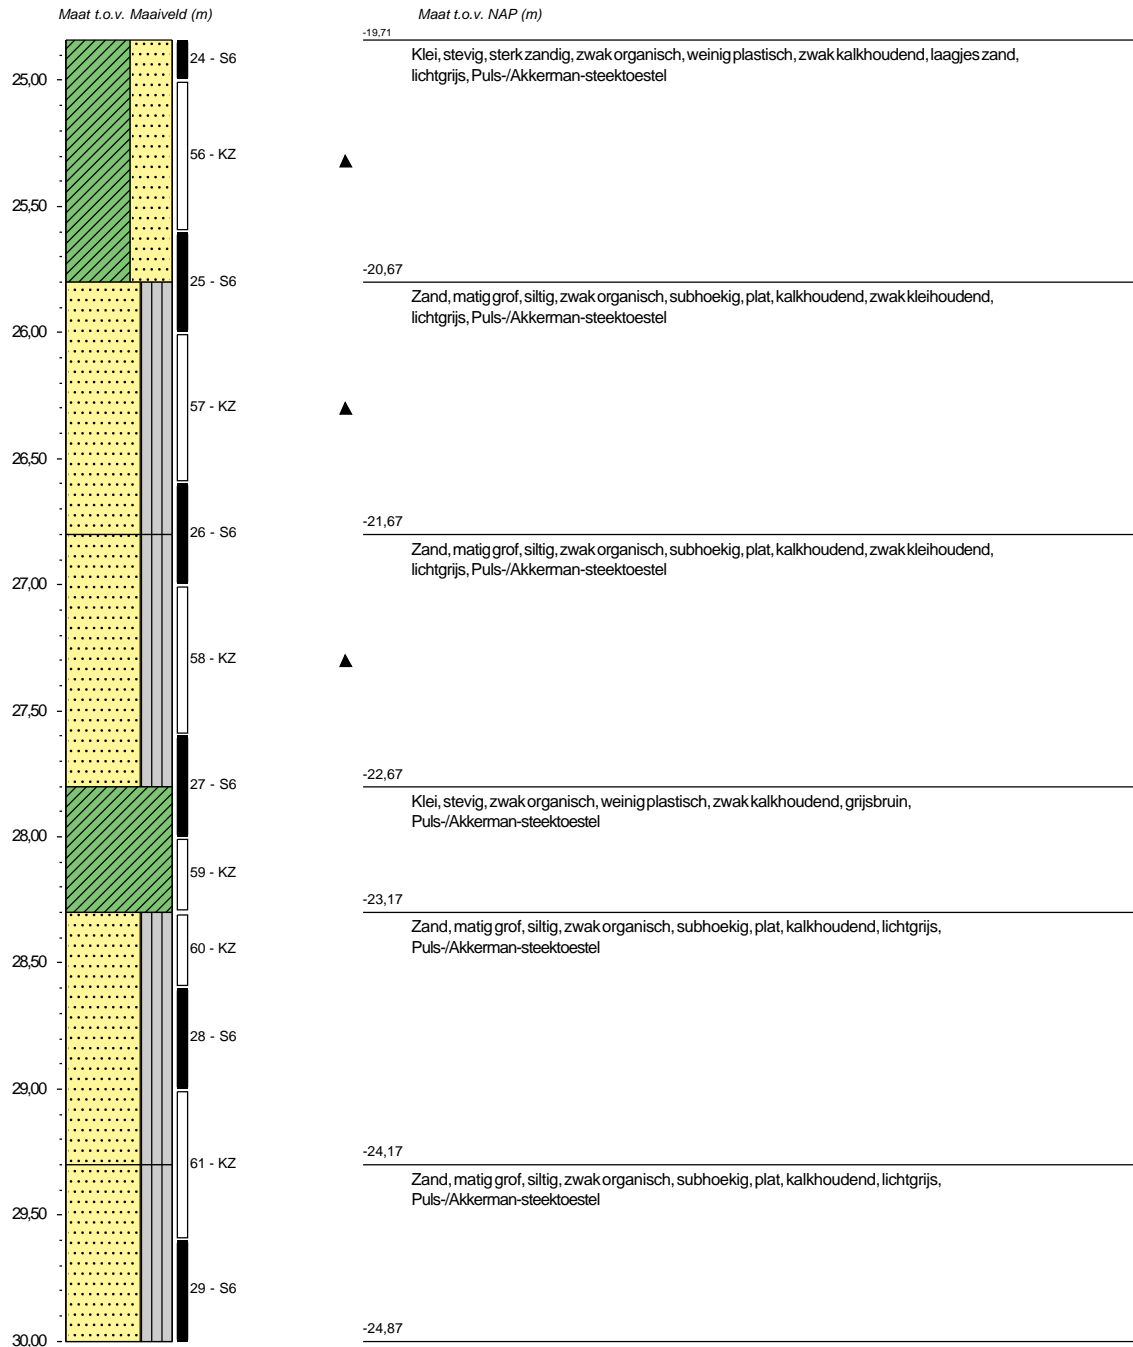 Maat t.o.v. Maaiveld (m)
Maat t.o.v. NAP (m)
-19,71
24 - S6
Klei, stevig, sterk zandig, zwak organisch, weinig plastisch, zwak kalkhoudend, laagjes zand,
lichtgrijs, Puls-/Akkerman-steektoestel
25,00
56 - KZ
▲
25,50
-20,67
25 - S6
Zand, matig grof, siltig, zwak organisch, subhoekig, plat, kalkhoudend, zwak kleihoudend,
lichtgrijs, Puls-/Akkerman-steektoestel
26,00
57 - KZ
▲
26,50
-21,67
26 - S6
Zand, matig grof, siltig, zwak organisch, subhoekig, plat, kalkhoudend, zwak kleihoudend,
lichtgrijs, Puls-/Akkerman-steektoestel
27,00
58 - KZ
▲
27,50
-22,67
27 - S6
Klei, stevig, zwak organisch, weinig plastisch, zwak kalkhoudend, grijsbruin,
Puls-/Akkerman-steektoestel
28,00
59 - KZ
-23,17
Zand, matig grof, siltig, zwak organisch, subhoekig, plat, kalkhoudend, lichtgrijs,
Puls-/Akkerman-steektoestel
60 - KZ
28,50
28 - S6
29,00
-24,17
61 - KZ
Zand, matig grof, siltig, zwak organisch, subhoekig, plat, kalkhoudend, lichtgrijs,
Puls-/Akkerman-steektoestel
29,50
29 - S6
-24,87
30,00